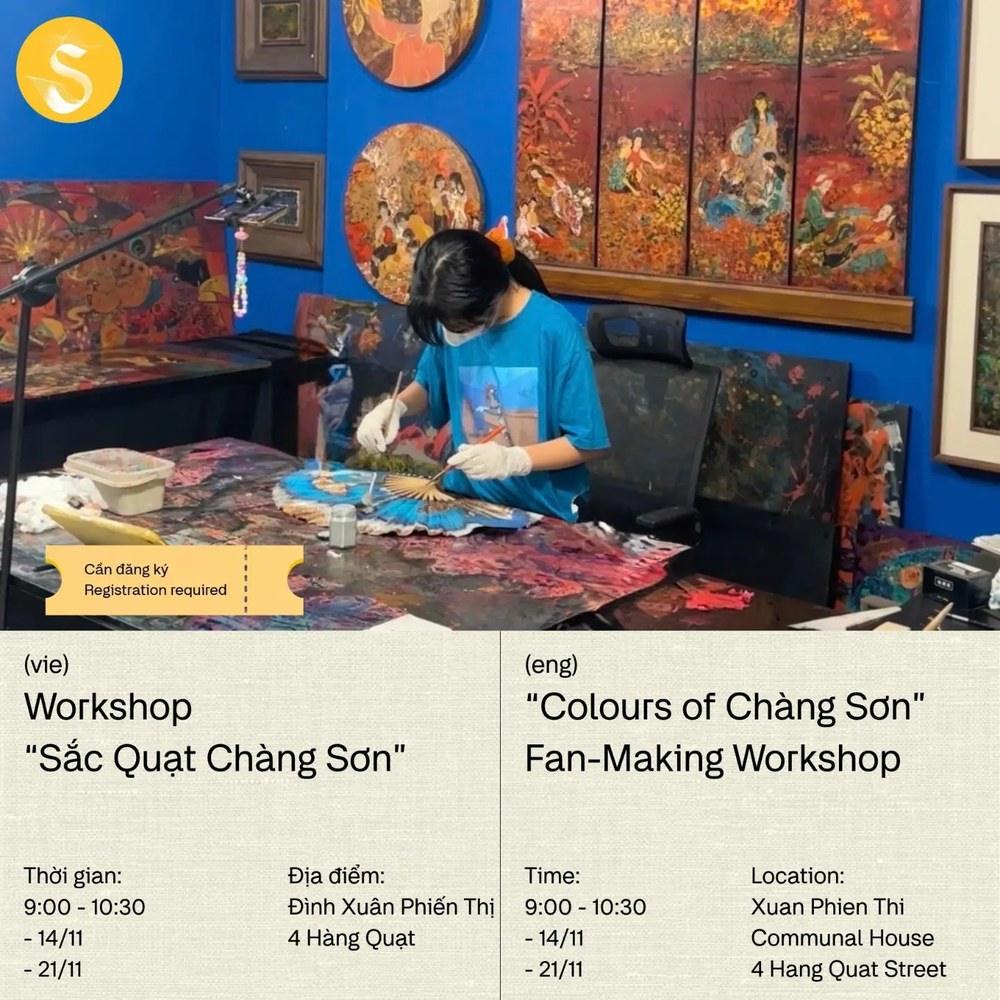 S
Cần đăng ký
Registration required
(vie)
Workshop
“Sắc Quạt Chàng Sơn”
Thời gian:
9:00 - 10:30
- 14/11
- 21/11
Địa điểm:
Đình Xuân Phiến Thị
4 Hàng Quạt
(eng)
“Colours of Chàng Sơn”
Fan-Making Workshop
Time:
9:00 - 10:30
- 14/11
- 21/11
Location:
Xuan Phien Thi
Communal House
4 Hang Quat Street